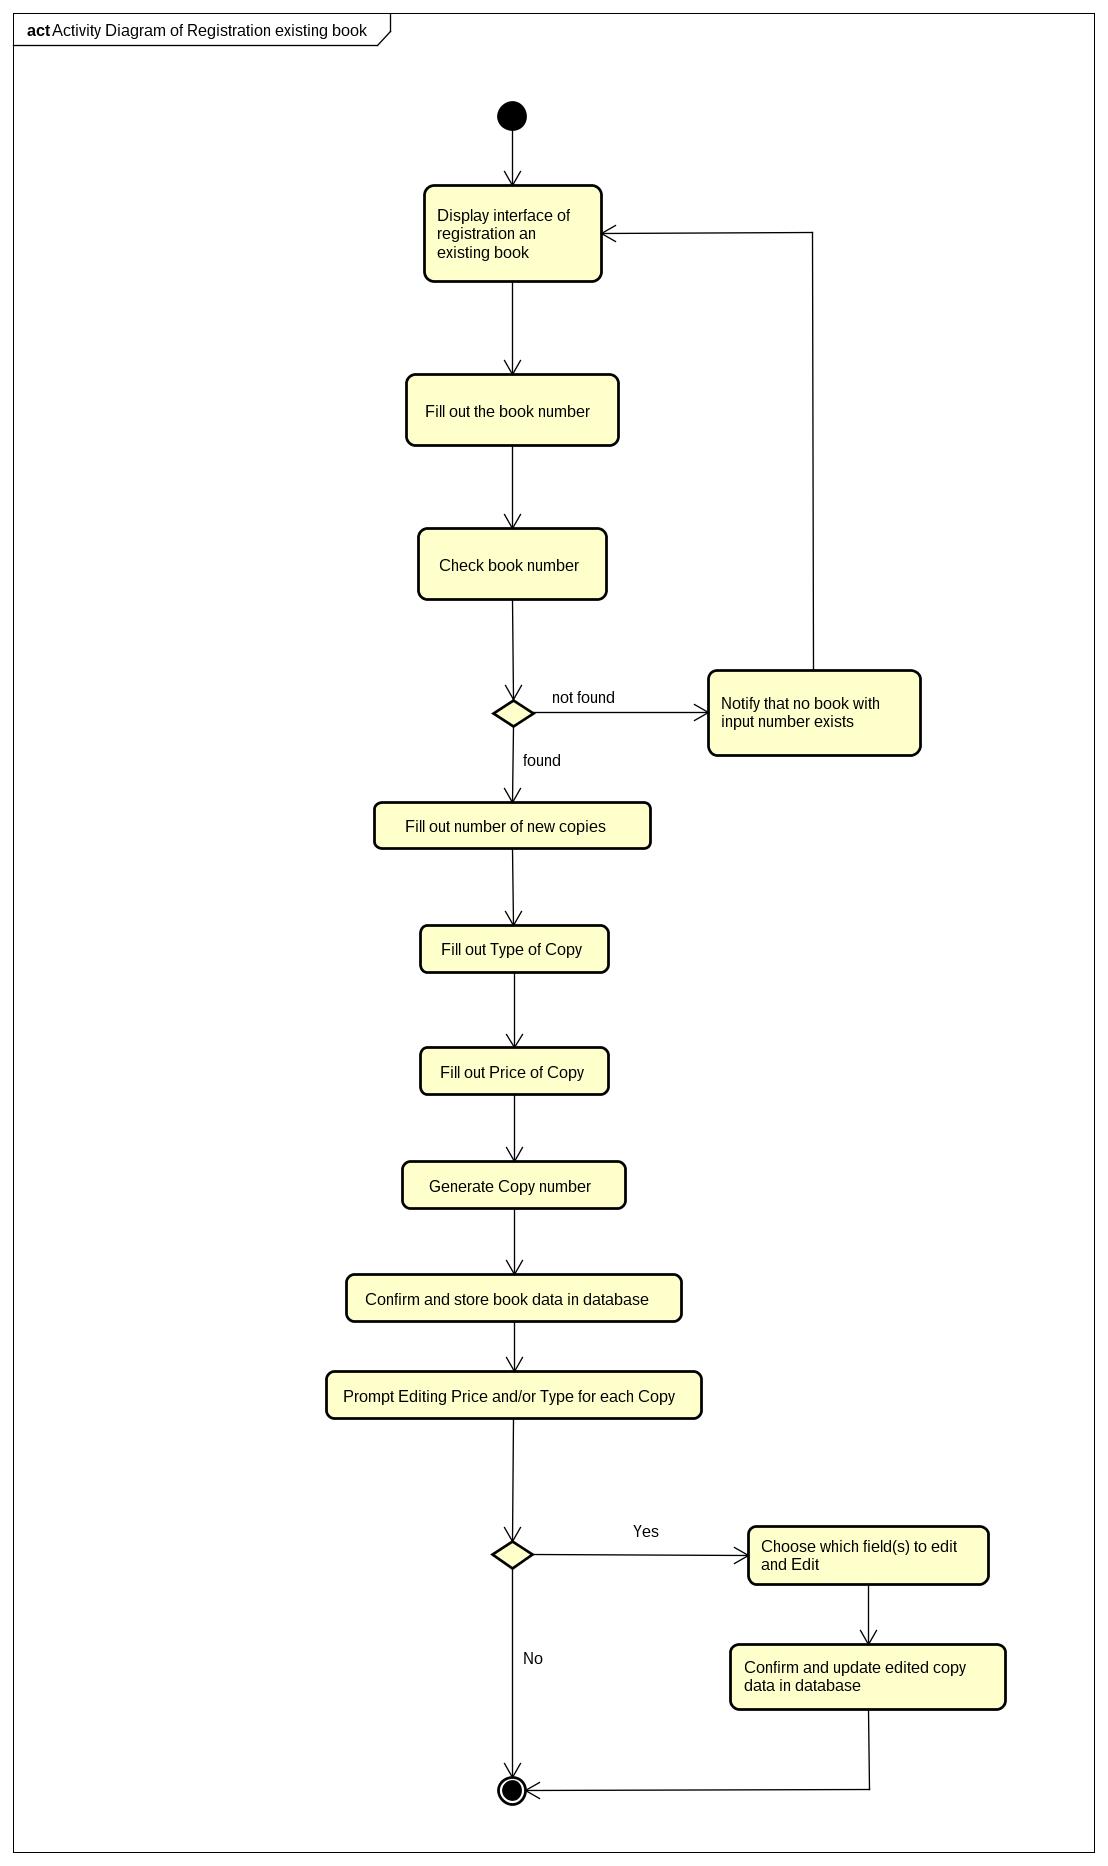 act Activity Diagram of Registration existing book
Display interface of
registration an
existing book
Fill out the book number
Check book number
not found
Notify that no book with
input number exists
found
Fill out number of new copies
Fill out Type of Copy
Fill out Price of Copy
Generate Copy number
Confirm and store book data in database
Prompt Editing Price and/or Type for each Copy
Yes
Choose which field(s) to edit
and Edit
No
Confirm and update edited copy
data in database